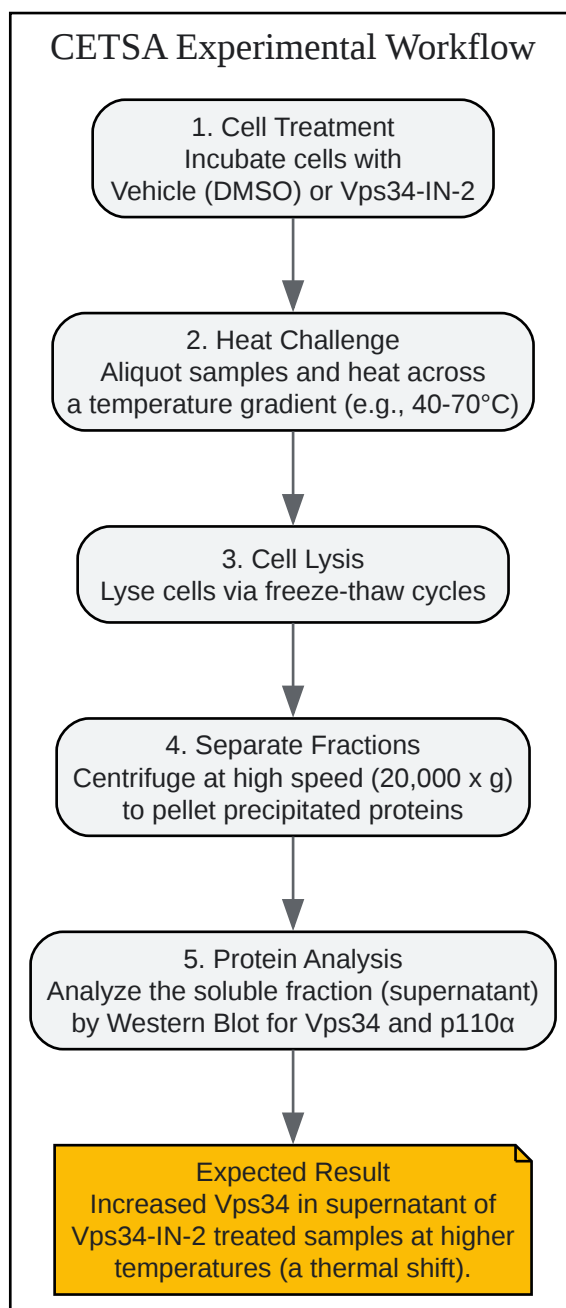 CETSA Experimental Workflow
1. Cell Treatment
Incubate cells with
Vehicle (DMSO) or Vps34-IN-2
2. Heat Challenge
Aliquot samples and heat across
a temperature gradient (e.g., 40-70°C)
3. Cell Lysis
Lyse cells via freeze-thaw cycles
4. Separate Fractions
Centrifuge at high speed (20,000 x g)
to pellet precipitated proteins
5. Protein Analysis
Analyze the soluble fraction (supernatant)
by Western Blot for Vps34 and p110α
Expected Result
Increased Vps34 in supernatant of
Vps34-IN-2 treated samples at higher
temperatures (a thermal shift).